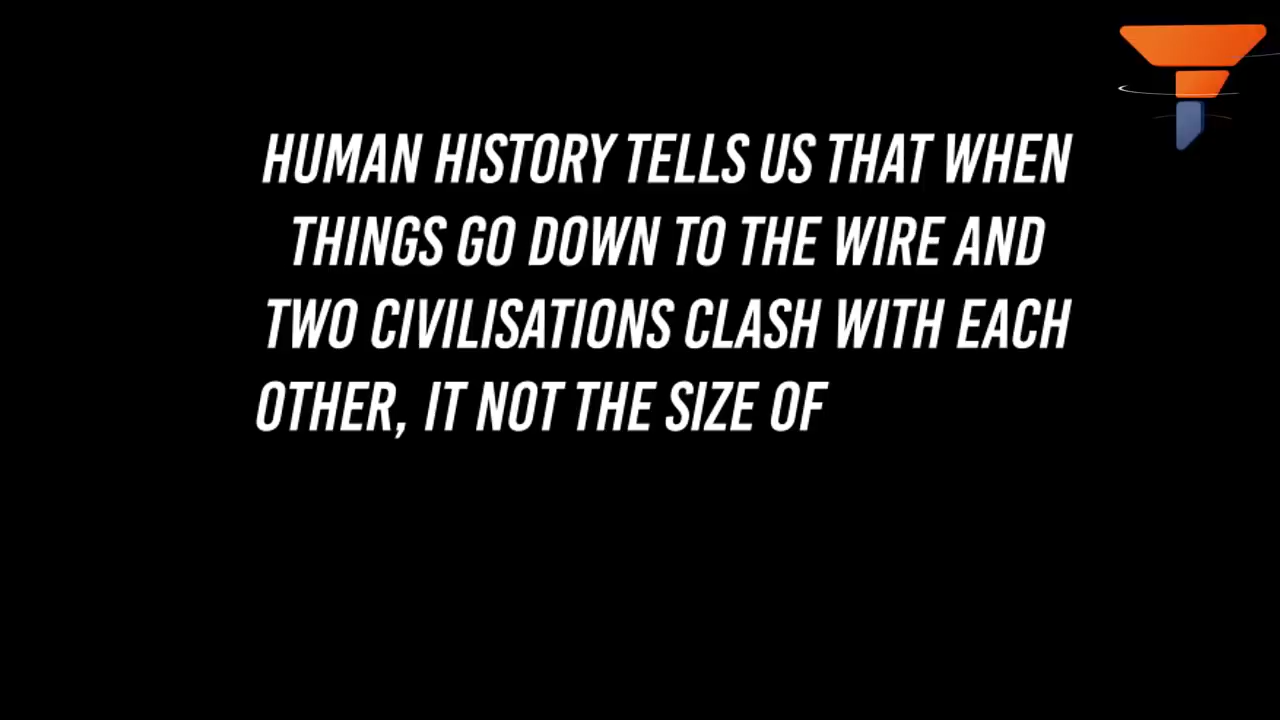 HUMAN HISTORY TELLS US THAT WHEN
THINGS GO DOWN TO THE WIRE AND
TWO CIVILISATIONS CLASH WITH EACH
OTHER, IT NOT THE SIZE OF